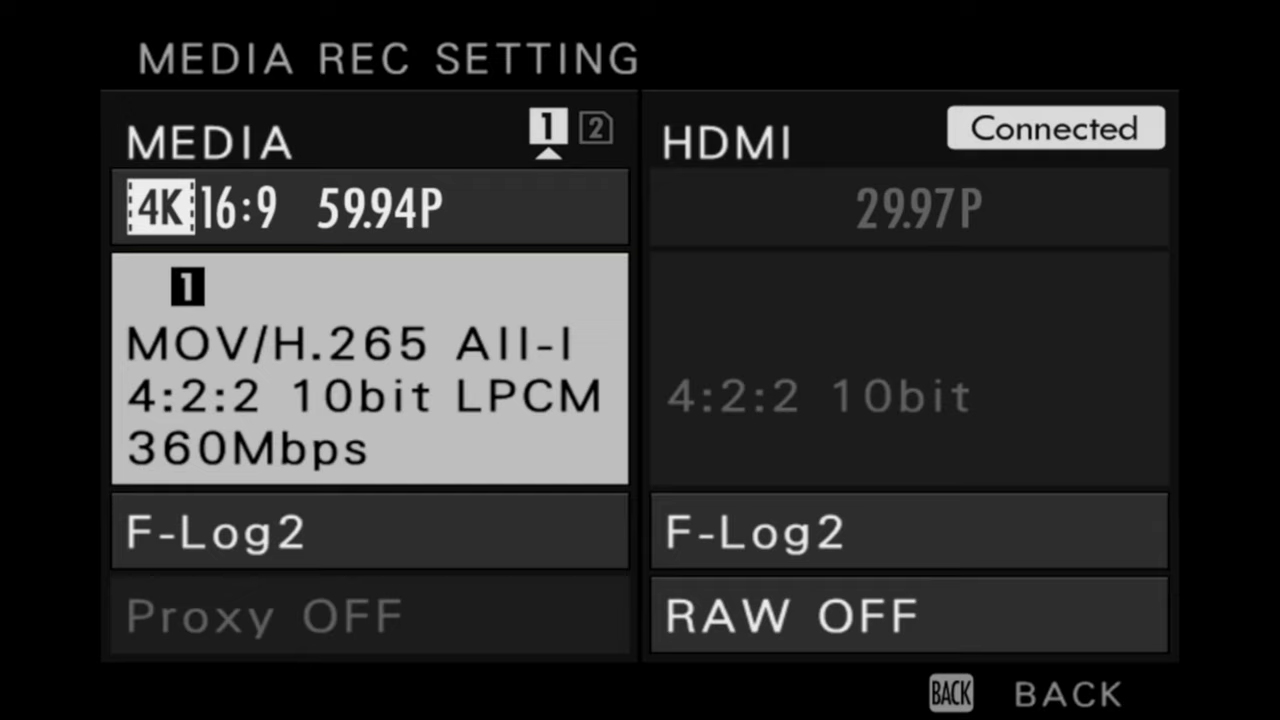 MEDIA REC SETTING
MEDIA 1 2
4K 16:9 59.94P
1
MOV/H.265 All-I
4:2:2 10bit LPCM
360Mbps
F-Log2
Proxy OFF
HDMI Connected
29.97P
4:2:2 10bit
F-Log2
RAW OFF
BACK BACK